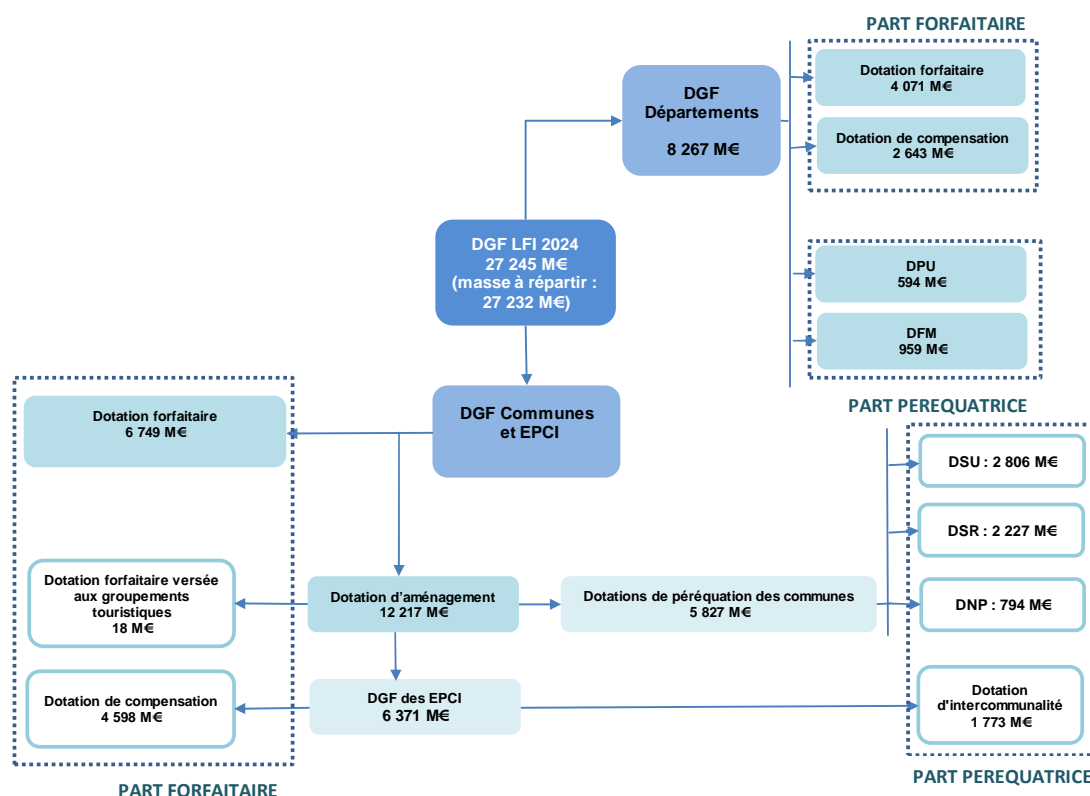 PART FORFAITAIRE
Dotation forfaitaire
4 071 M€
Dotation de compensation
2 643 M€
DGF
Départements
8 267 M€
DGF LFI 2024
27 245 M€
(masse à répartir :
27 232 M€)
DPU
594 M€
DFM
959 M€
PART PEREQUATRICE
DGF Communes
et EPCI
Dotation forfaitaire
6 749 M€
DSU : 2 806 M€
DSR : 2 227 M€
DNP : 794 M€
Dotation forfaitaire versée
aux groupements
touristiques
18 M€
Dotation d'aménagement
12 217 M€
Dotations de péréquation des communes
5 827 M€
Dotation de compensation
4 598 M€
DGF des EPCI
6 371 M€
Dotation
d'intercommunalité
1 773 M€
PART FORFAITAIRE
PART PEREQUATRICE